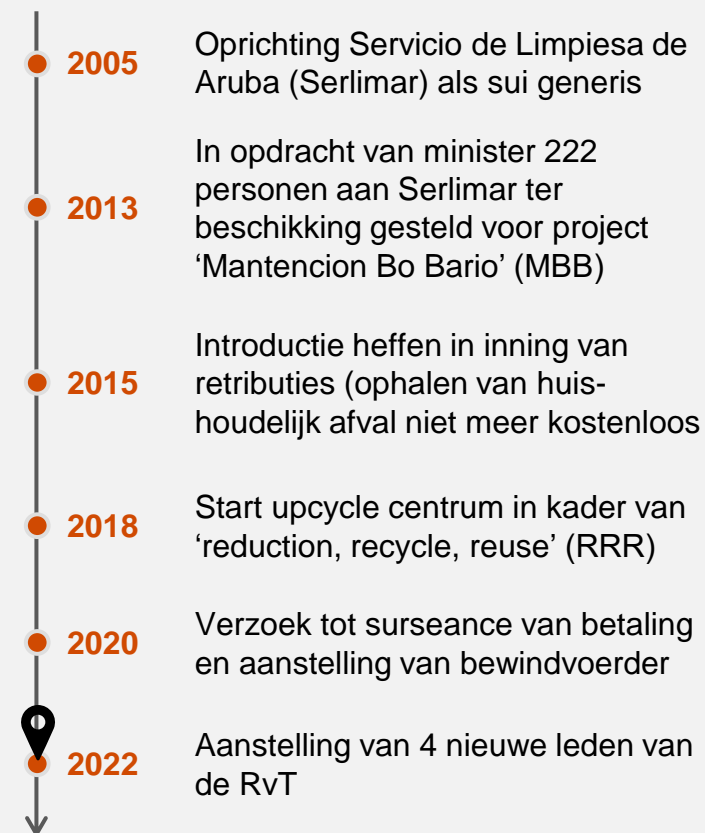 2005
Oprichting Servicio de Limpiesa de
Aruba (Serlimar) als sui generis
2013
In opdracht van minister 222
personen aan Serlimar ter
beschikking gesteld voor project
‘Mantencion Bo Bario’ (MBB)
2015
Introductie heffen in inning van
retributies (ophalen van huis-
houdelijk afval niet meer kostenloos
2018
Start upcycle centrum in kader van
‘reduction, recycle, reuse’ (RRR)
2020
Verzoek tot surseance van betaling
en aanstelling van bewindvoerder
2022
Aanstelling van 4 nieuwe leden van
de RvT